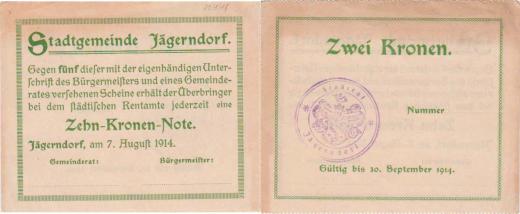 Stadtgemeinde Jägerndorf.
Gegen fünf dieser mit der eigenhändigen Unter-
schrift des Bürgermeisters und eines Gemeinde-
rates versehenen Scheine erhält der Überbringer
bei dem städtischen Rentamte jederzeit eine
Zehn-Kronen-Note.
Jägerndorf, am 7. August 1914.
Gemeinderat: Bürgermeister:
Zwei Kronen.
Nummer
Stadtrat
Jägerndorf
Gültig bis 30. September 1914.